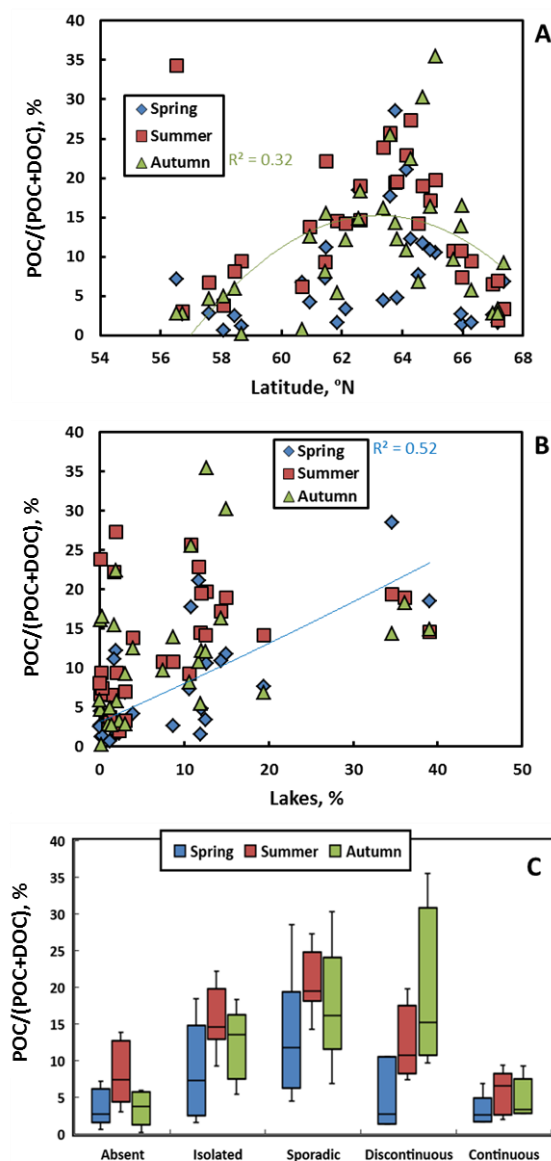 A
POC/(POC+DOC), %
40
35
30
25
20
15
10
5
0
Spring
Summer
Autumn
R² = 0.32
54 56 58 60 62 64 66 68
Latitude, °N
B
POC/(POC+DOC), %
40
35
30
25
20
15
10
5
0
Spring
Summer
Autumn
R² = 0.52
0 10 20 30 40 50
Lakes, %
C
POC/(POC+DOC), %
40
35
30
25
20
15
10
5
0
Spring Summer Autumn
Absent Isolated Sporadic Discontinuous Continuous